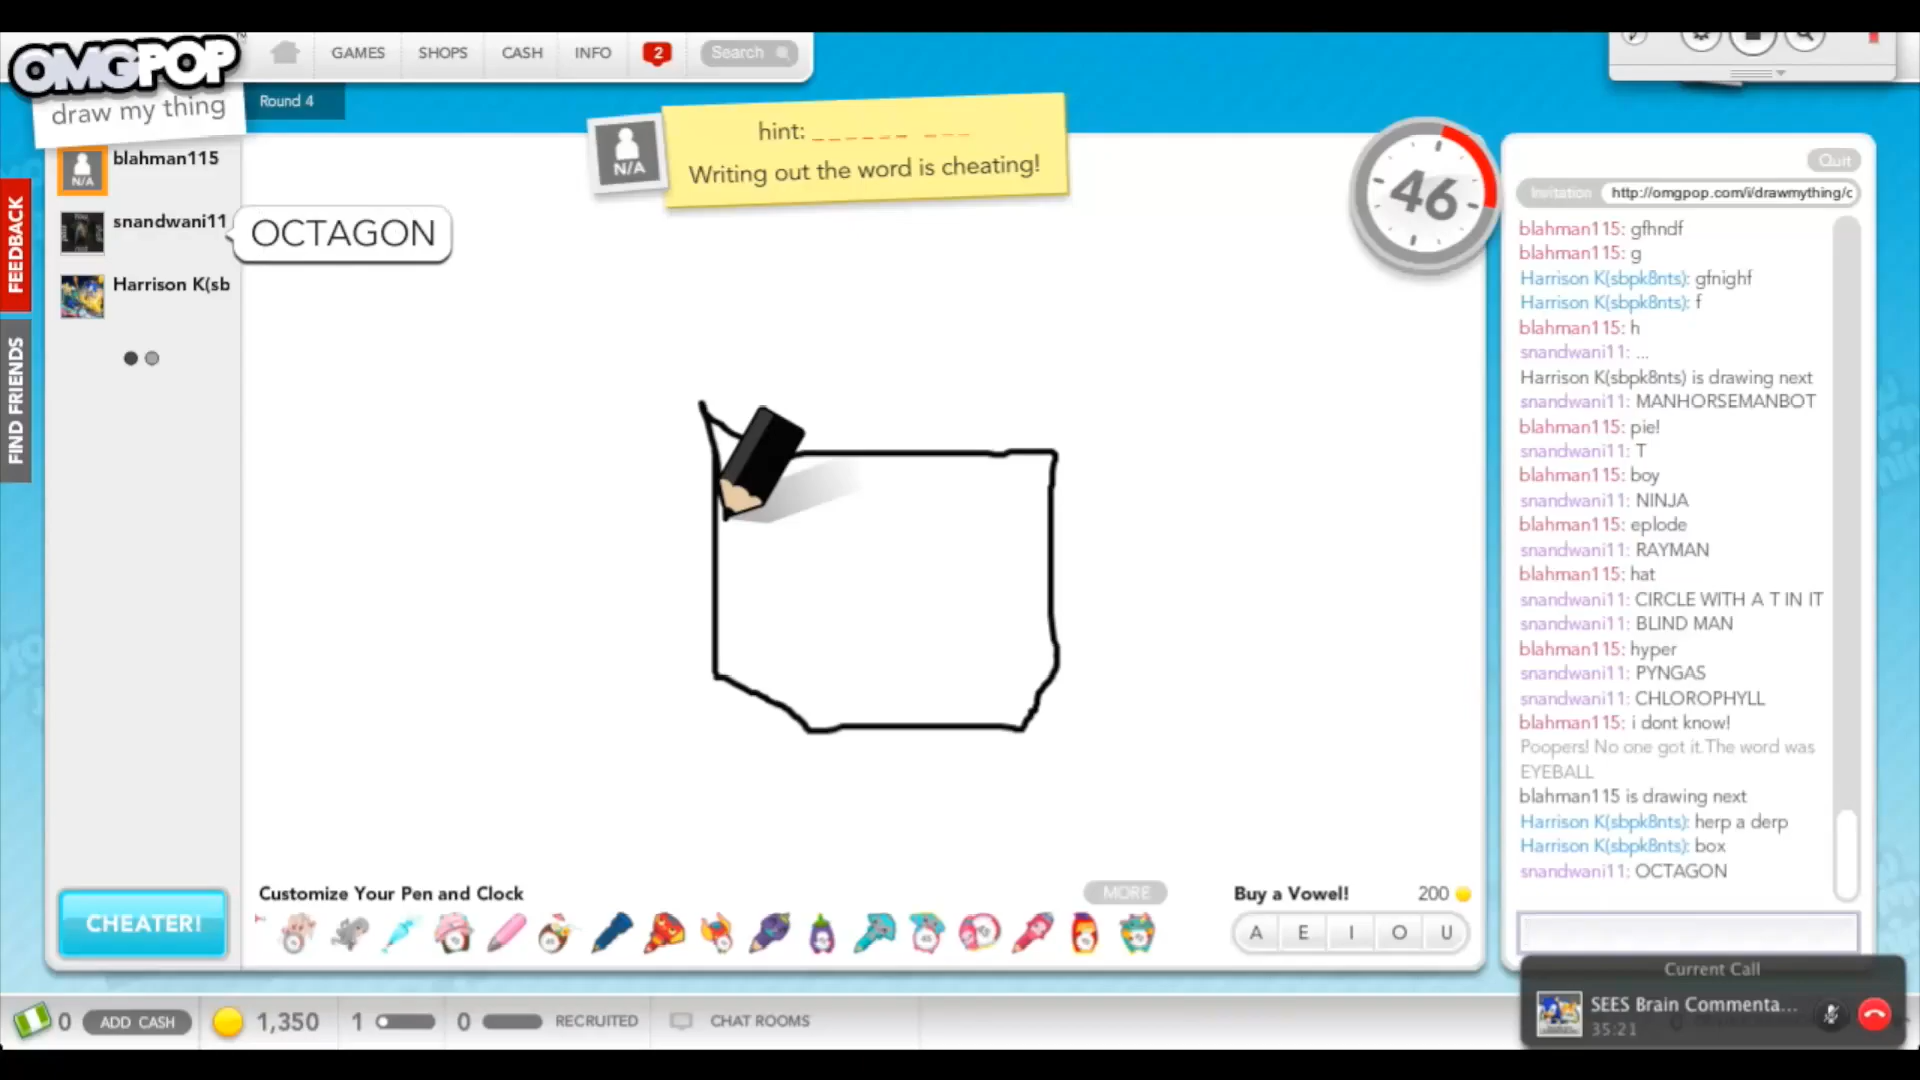 OMGPOP
draw my thing
GAMES
SHOPS
CASH
INFO
2
Search
Round 4
blahman115
N/A
snandwani11
OCTAGON
Harrison K(sb
FEEDBACK
FIND FRIENDS
N/A
hint: ______ ___
Writing out the word is cheating!
46
Quit
Invitation http://omgpop.com/i/drawmything/c
blahman115: gfhndf
blahman115: g
Harrison K(sbpk8nts): gfnighf
Harrison K(sbpk8nts): f
blahman115: h
snandwani11: ...
Harrison K(sbpk8nts) is drawing next
snandwani11: MANHORSEMANBOT
blahman115: pie!
snandwani11: T
blahman115: boy
snandwani11: NINJA
blahman115: eplode
snandwani11: RAYMAN
blahman115: hat
snandwani11: CIRCLE WITH A T IN IT
snandwani11: BLIND MAN
blahman115: hyper
snandwani11: PYNGAS
snandwani11: CHLOROPHYLL
blahman115: i dont know!
Poopers! No one got it.The word was
EYEBALL
blahman115 is drawing next
Harrison K(sbpk8nts): herp a derp
Harrison K(sbpk8nts): box
snandwani11: OCTAGON
CHEATER!
Customize Your Pen and Clock
MORE
Buy a Vowel!
200
A E I O U
Current Call
SEES Brain Commenta...
35:21
0
ADD CASH
1,350
1
0
RECRUITED
CHAT ROOMS